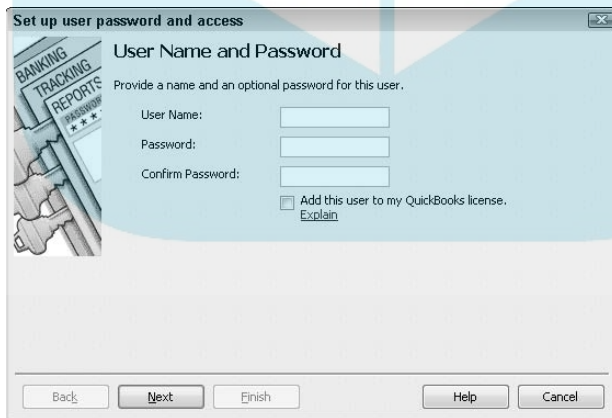 Set up user password and access
BANKING
TRACKING
REPORTS
PASSWORD
****
User Name and Password
Provide a name and an optional password for this user.
User Name:
Password:
Confirm Password:
Add this user to my QuickBooks license.
Explain
Back
Next
Finish
Help
Cancel